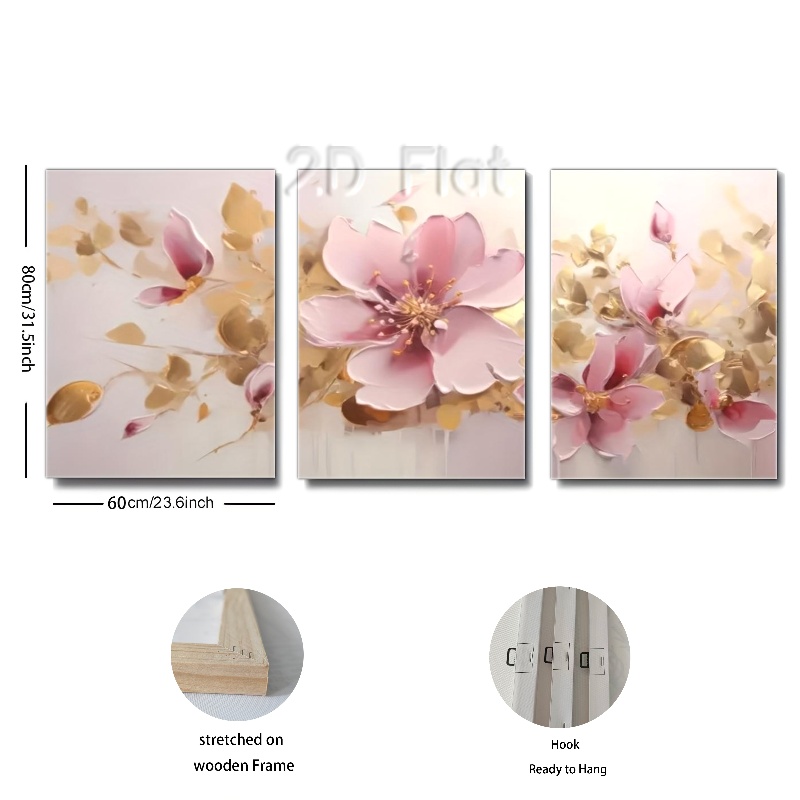 2D Flat
80cm/31.5inch
60cm/23.6inch
stretched on
wooden Frame
Hook
Ready to Hang